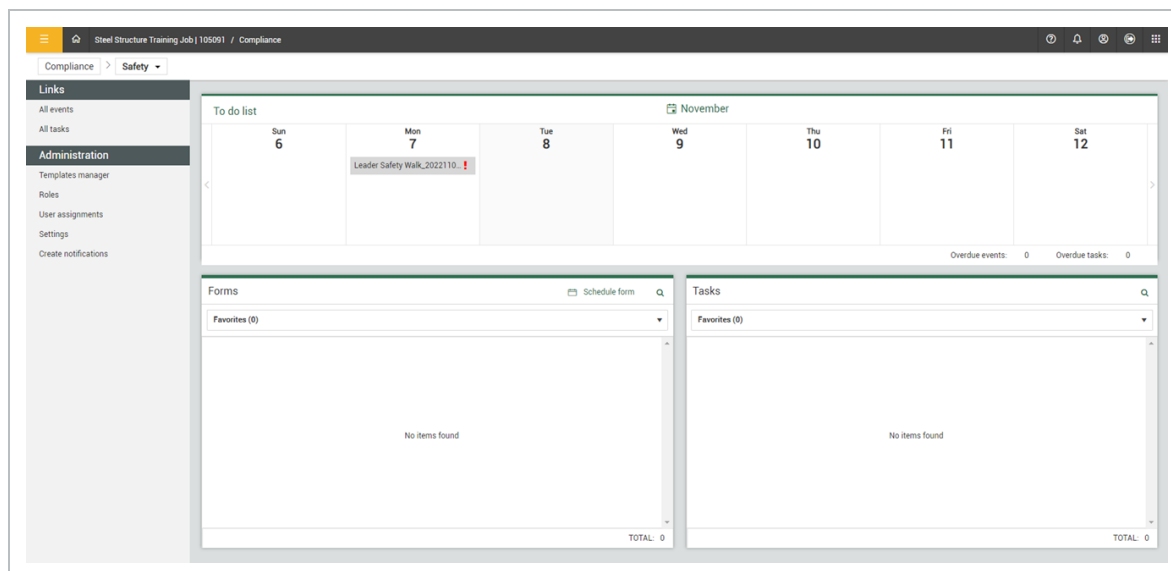 Steel Structure Training Job | 105091 / Compliance
Compliance > Safety
Links
All events
All tasks
Administration
Templates manager
Roles
User assignments
Settings
Create notifications
To do list
November
Sun Mon Tue Wed Thu Fri Sat
6 7 8 9 10 11 12
Leader Safety Walk_2022110...!
Overdue events: 0 Overdue tasks: 0
Forms
Schedule form
Favorites (0)
No items found
TOTAL: 0
Tasks
Favorites (0)
No items found
TOTAL: 0